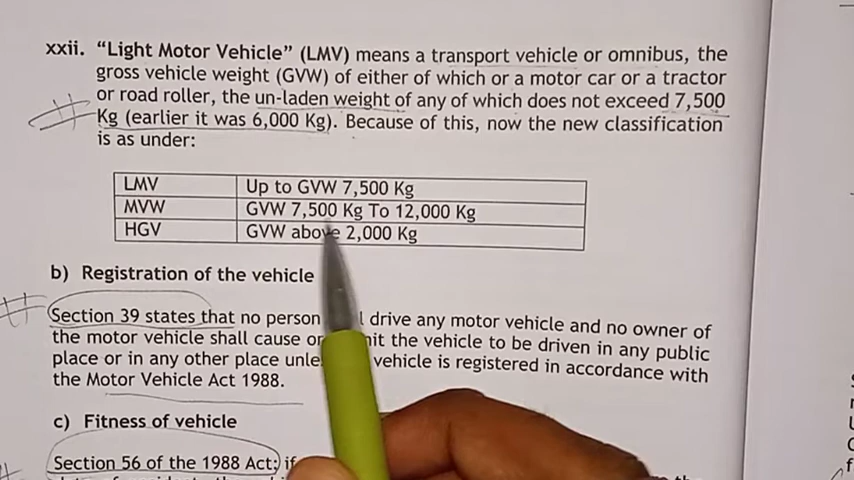 xxii. “Light Motor Vehicle” (LMV) means a transport vehicle or omnibus, the
gross vehicle weight (GVW) of either of which or a motor car or a tractor
or road roller, the un-laden weight of any of which does not exceed 7,500
Kg (earlier it was 6,000 Kg). Because of this, now the new classification
is as under:
LMV Up to GVW 7,500 Kg
MVW GVW 7,500 Kg To 12,000 Kg
HGV GVW above 2,000 Kg
b) Registration of the vehicle
Section 39 states that no person drive any motor vehicle and no owner of
the motor vehicle shall cause or the vehicle to be driven in any public
place or in any other place vehicle is registered in accordance with
the Motor Vehicle Act 1988.
c) Fitness of vehicle
Section 56 of the 1988 Act: if